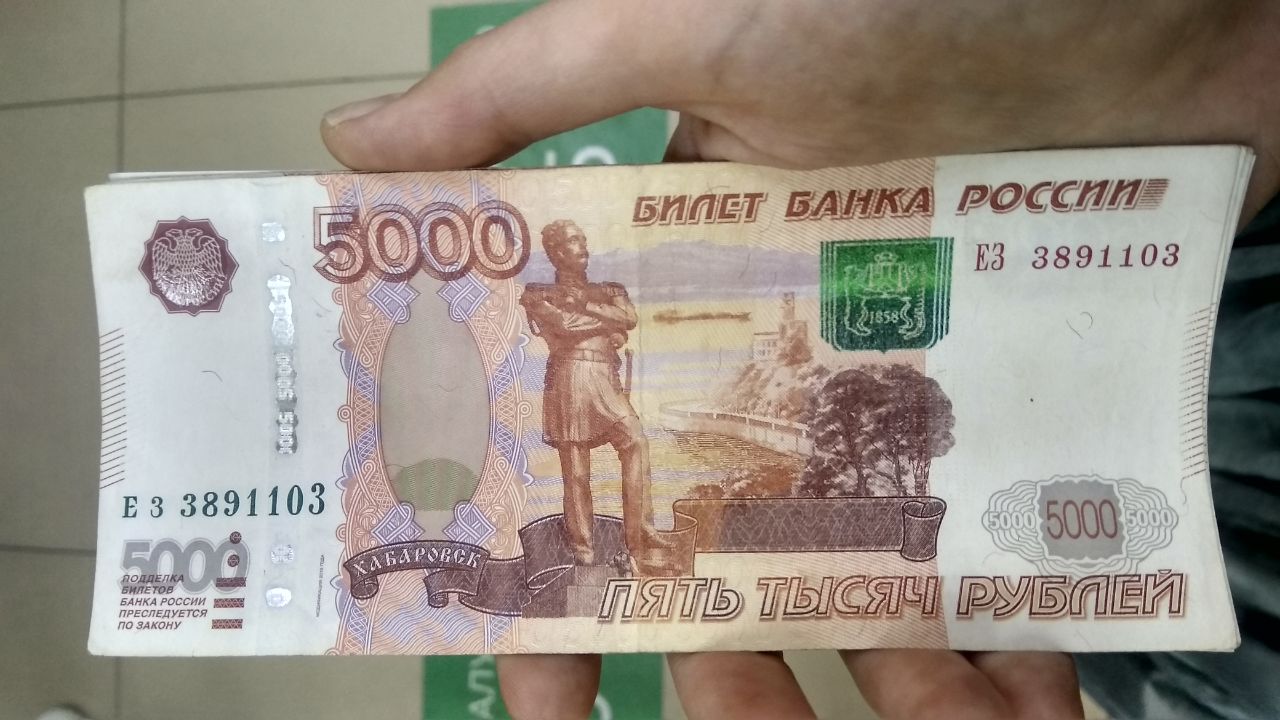 5000
БИЛЕТ БАНКА РОССИИ
ЕЗ 3891103
1858
ЕЗ 3891103
5000
ПОДДЕЛКА
БИЛЕТОВ
БАНКА РОССИИ
ПРЕСЛЕДУЕТСЯ
ПО ЗАКОНУ
ХАБАРОВСК
5000 5000 5000
ПЯТЬ ТЫСЯЧ РУБЛЕЙ